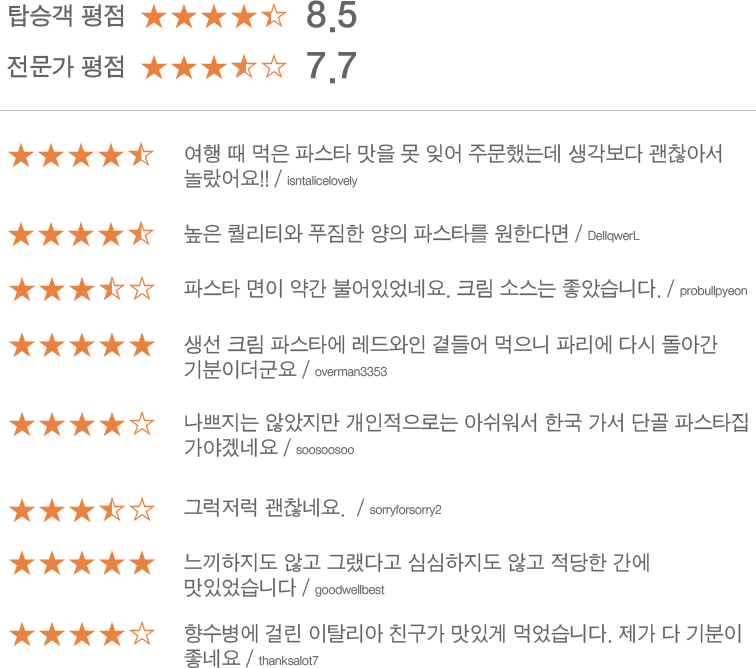 탑승객 평점 ★★★★⯪ 8.5
전문가 평점 ★★★⯪☆ 7.7
여행 때 먹은 파스타 맛을 못 잊어 주문했는데 생각보다 괜찮아서
놀랐어요!! / isntalicelovely
높은 퀄리티와 푸짐한 양의 파스타를 원한다면 / DellqwerL
파스타 면이 약간 불어있었네요. 크림 소스는 좋았습니다. / probullpyeon
생선 크림 파스타에 레드와인 곁들어 먹으니 파리에 다시 돌아간
기분이더군요 / overman3353
나쁘지는 않았지만 개인적으로는 아쉬워서 한국 가서 단골 파스타집
가야겠네요 / soosoosoo
그럭저럭 괜찮네요. / sorryforsorry2
느끼하지도 않고 그랬다고 심심하지도 않고 적당한 간에
맛있었습니다 / goodwellbest
향수병에 걸린 이탈리아 친구가 맛있게 먹었습니다. 제가 다 기분이
좋네요 / thanksalot7